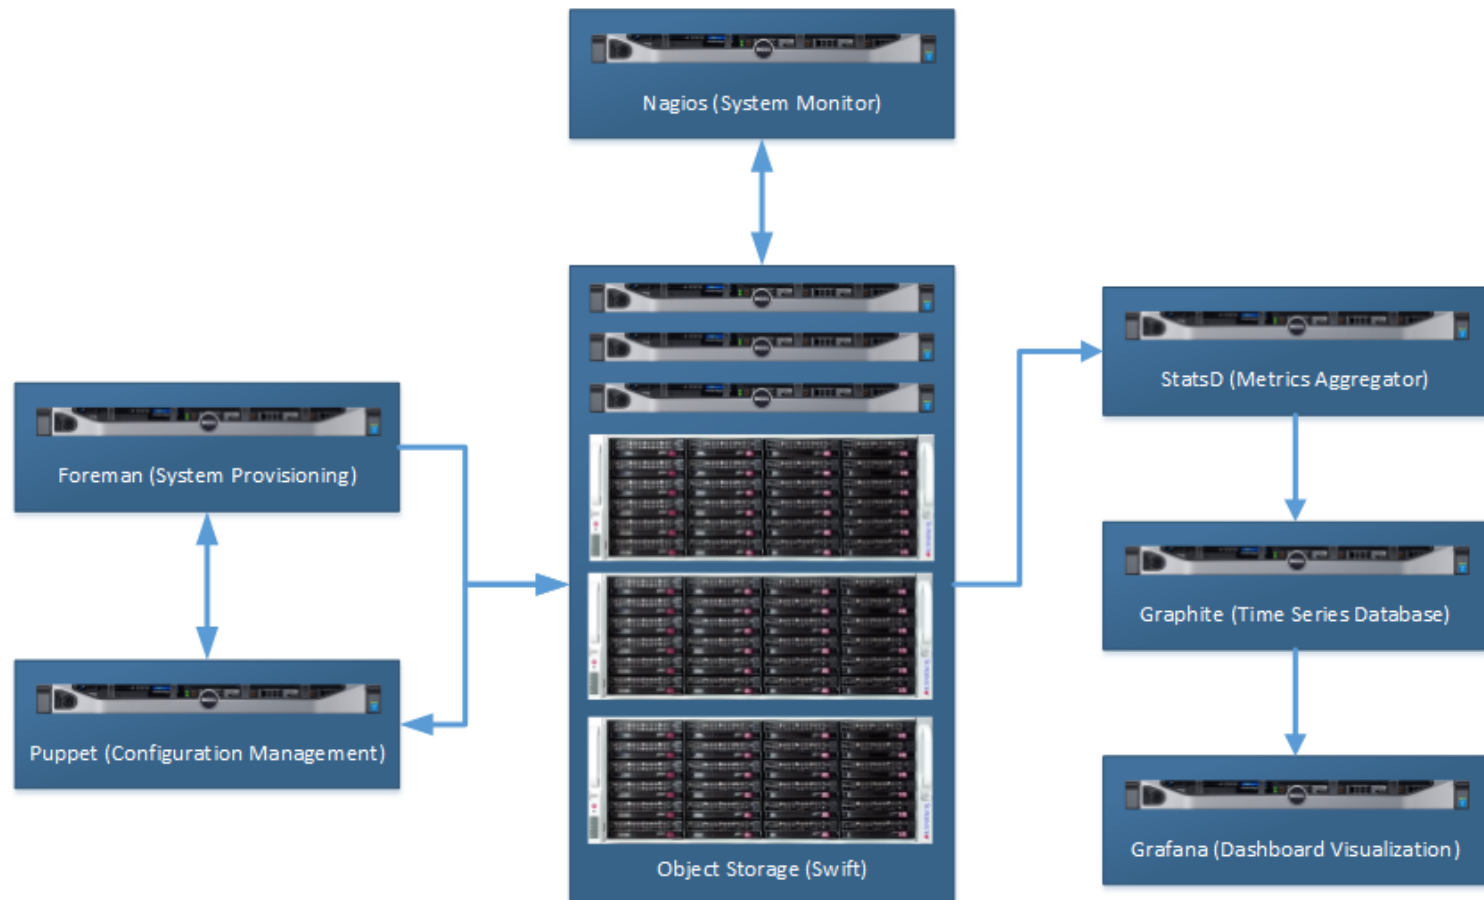 Nagios (System Monitor)
StatsD (Metrics Aggregator)
Foreman (System Provisioning)
Graphite (Time Series Database)
Puppet (Configuration Management)
Grafana (Dashboard Visualization)
Object Storage (Swift)